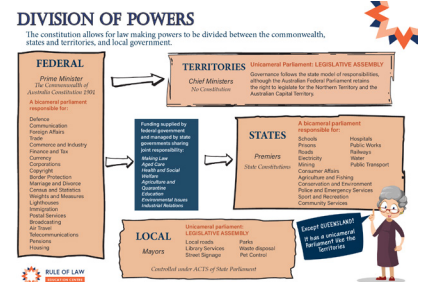 DIVISION OF POWERS
The constitution allows for law making powers to be divided between the commonwealth,
states and territories, and local government.
FEDERAL
Prime Minister
The Commonwealth of
Australia Constitution 1901
A bicameral parliament
responsible for:
Defence
Communication
Foreign Affairs
Trade
Commerce and Industry
Finance and Tax
Currency
Corporations
Copyright
Border Protection
Marriage and Divorce
Census and Statistics
Weights and Measures
Lighthouses
Immigration
Postal Services
Broadcasting
Air Travel
Telecommunications
Pensions
Housing
TERRITORIES
Chief Ministers
No Constitution
Unicameral Parliament: LEGISLATIVE ASSEMBLY
Governance follows the state model of responsibilities,
although the Australian Federal Parliament retains
the right to legislate for the Northern Territory and the
Australian Capital Territory.
Funding supplied by
federal government
and managed by state
governments sharing
joint responsibility:
Making Law
Aged Care
Health and Social
Welfare
Agriculture and
Quarantine
Education
Environmental Issues
Industrial Relations
STATES
Premiers
State Constitutions
A bicameral parliament
responsible for:
Schools
Prisons
Roads
Electricity
Mining
Consumer Affairs
Agriculture and Fishing
Conservation and Environment
Police and Emergency Services
Sport and Recreation
Community Services
Hospitals
Public Works
Railways
Water
Public Transport
LOCAL
Mayors
Unicameral parliament:
LEGISLATIVE ASSEMBLY
Local roads
Library Services
Street Signage
Parks
Waste disposal
Pet Control
Controlled under ACTS of State Parliament
Except QUEENSLAND!
It has a unicameral
Parliament like the
Territories
RULE OF LAW
EDUCATION CENTRE